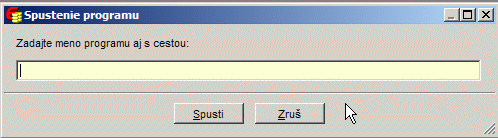 Spustenie programu
Zadajte meno programu aj s cestou:
Spusti Zruš